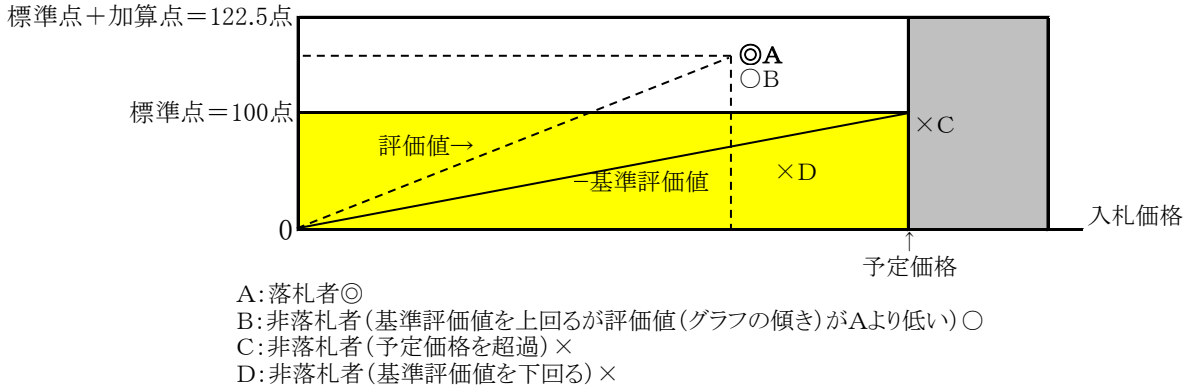 標準点＋加算点＝122.5点
◎A
○B
標準点＝100点
×C
評価値→
×D
−基準評価値
0
入札価格
↑
予定価格
A：落札者◎
B：非落札者（基準評価値を上回るが評価値（グラフの傾き）がAより低い）○
C：非落札者（予定価格を超過）×
D：非落札者（基準評価値を下回る）×